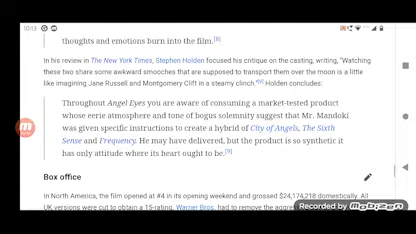 10:13
thoughts and emotions burn into the film.[8]
In his review in The New York Times, Stephen Holden focused his critique on the casting, writing, "Watching
these two share some awkward smooches that are supposed to transport them over the moon is a little
like imagining Jane Russell and Montgomery Clift in a steamy clinch."[9] Holden concludes:
Throughout Angel Eyes you are aware of consuming a market-tested product
whose eerie atmosphere and tone of bogus solemnity suggest that Mr. Mandoki
was given specific instructions to create a hybrid of City of Angels, The Sixth
Sense and Frequency. He may have delivered, but the product is so synthetic it
has only attitude where its heart ought to be.[9]
Box office
In North America, the film opened at #4 in its opening weekend and grossed $24,174,218 domestically. All
UK versions were cut to obtain a 15-rating, Warner Bros. had to remove the
Recorded by Mobizen